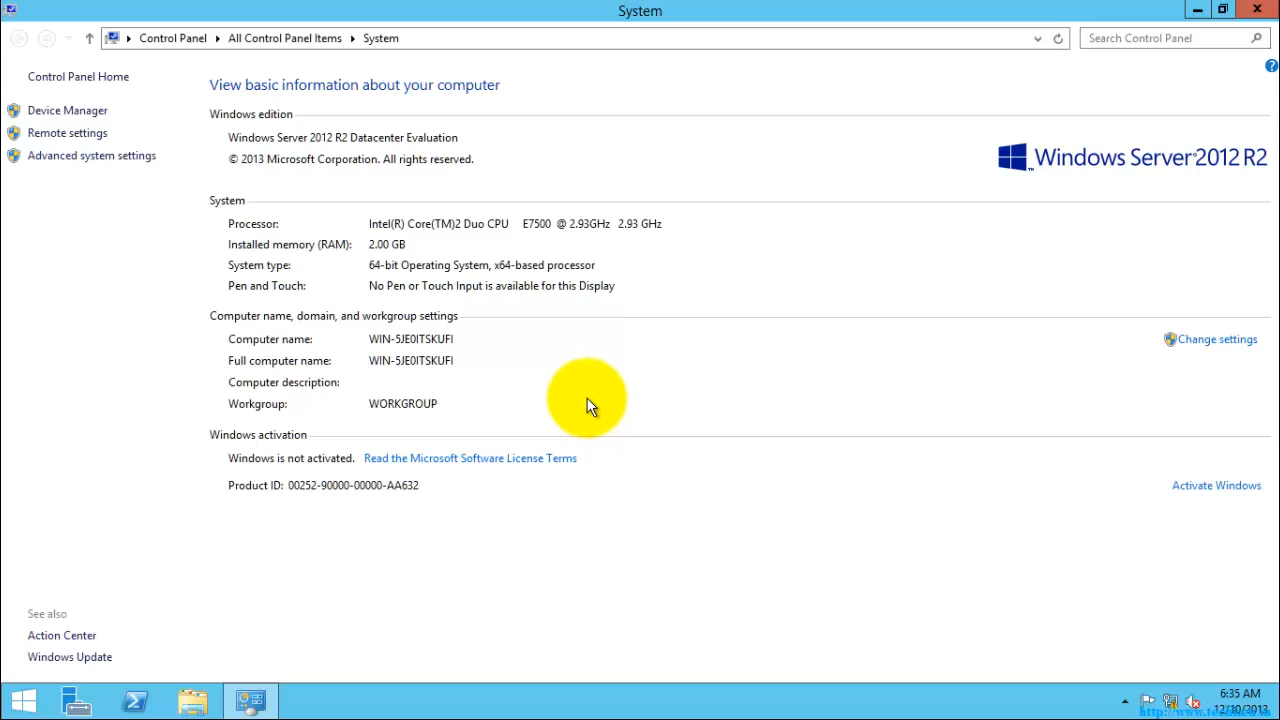 System
Control Panel ▸ All Control Panel Items ▸ System
Search Control Panel
Control Panel Home
Device Manager
Remote settings
Advanced system settings
View basic information about your computer
Windows edition
Windows Server 2012 R2 Datacenter Evaluation
© 2013 Microsoft Corporation. All rights reserved.
Windows Server 2012 R2
System
Processor: Intel(R) Core(TM)2 Duo CPU E7500 @ 2.93GHz 2.93 GHz
Installed memory (RAM): 2.00 GB
System type: 64-bit Operating System, x64-based processor
Pen and Touch: No Pen or Touch Input is available for this Display
Computer name, domain, and workgroup settings
Computer name: WIN-5JE0ITSKUFI
Change settings
Full computer name: WIN-5JE0ITSKUFI
Computer description:
Workgroup: WORKGROUP
Windows activation
Windows is not activated. Read the Microsoft Software License Terms
Product ID: 00252-90000-00000-AA632
Activate Windows
See also
Action Center
Windows Update
6:35 AM
12/10/2013